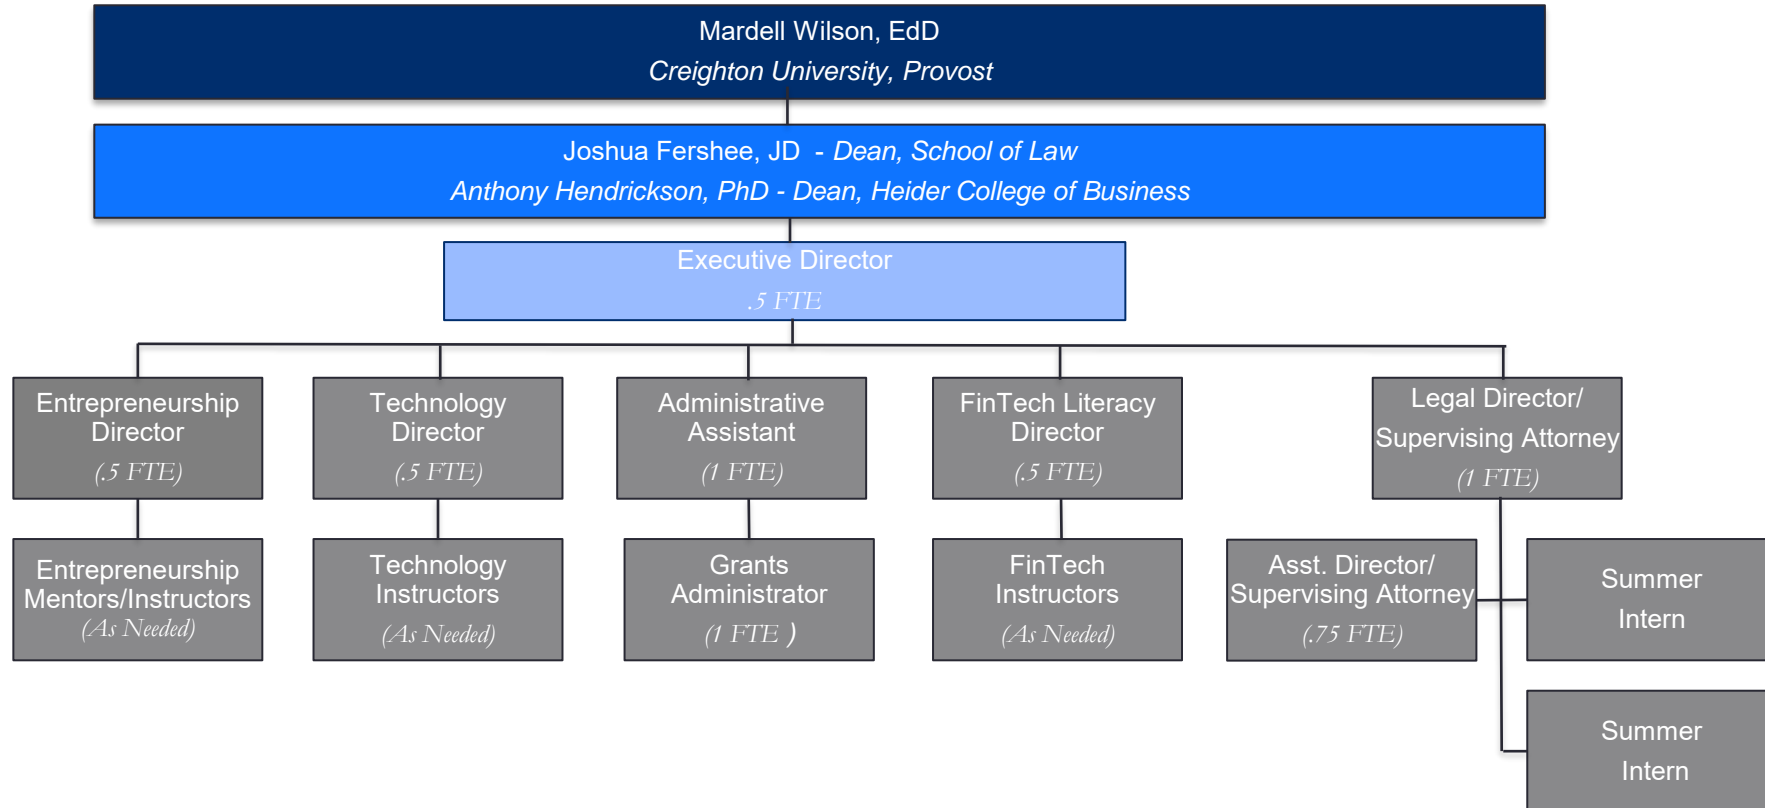 Mardell Wilson, EdD
Creighton University, Provost
Joshua Fershee, JD - Dean, School of Law
Anthony Hendrickson, PhD - Dean, Heider College of Business
Executive Director
.5 FTE
Entrepreneurship
Director
(.5 FTE)
Technology
Director
(.5 FTE)
Administrative
Assistant
(1 FTE)
FinTech Literacy
Director
(.5 FTE)
Legal Director/
Supervising Attorney
(1 FTE)
Entrepreneurship
Mentors/Instructors
(As Needed)
Technology
Instructors
(As Needed)
Grants
Administrator
(1 FTE )
FinTech
Instructors
(As Needed)
Asst. Director/
Supervising Attorney
(.75 FTE)
Summer
Intern
Summer
Intern